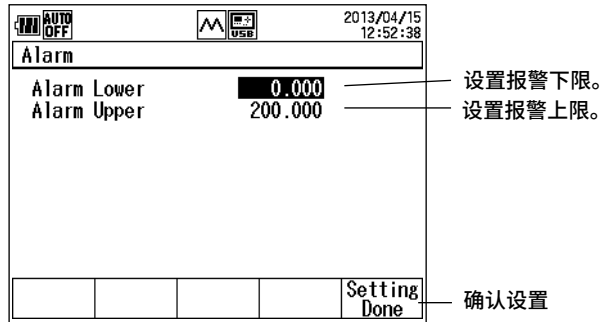 AUTO
OFF
USB
2013/04/15
12:52:38
Alarm
Alarm Lower 0.000 设置报警下限。
Alarm Upper 200.000 设置报警上限。
Setting
Done
确认设置